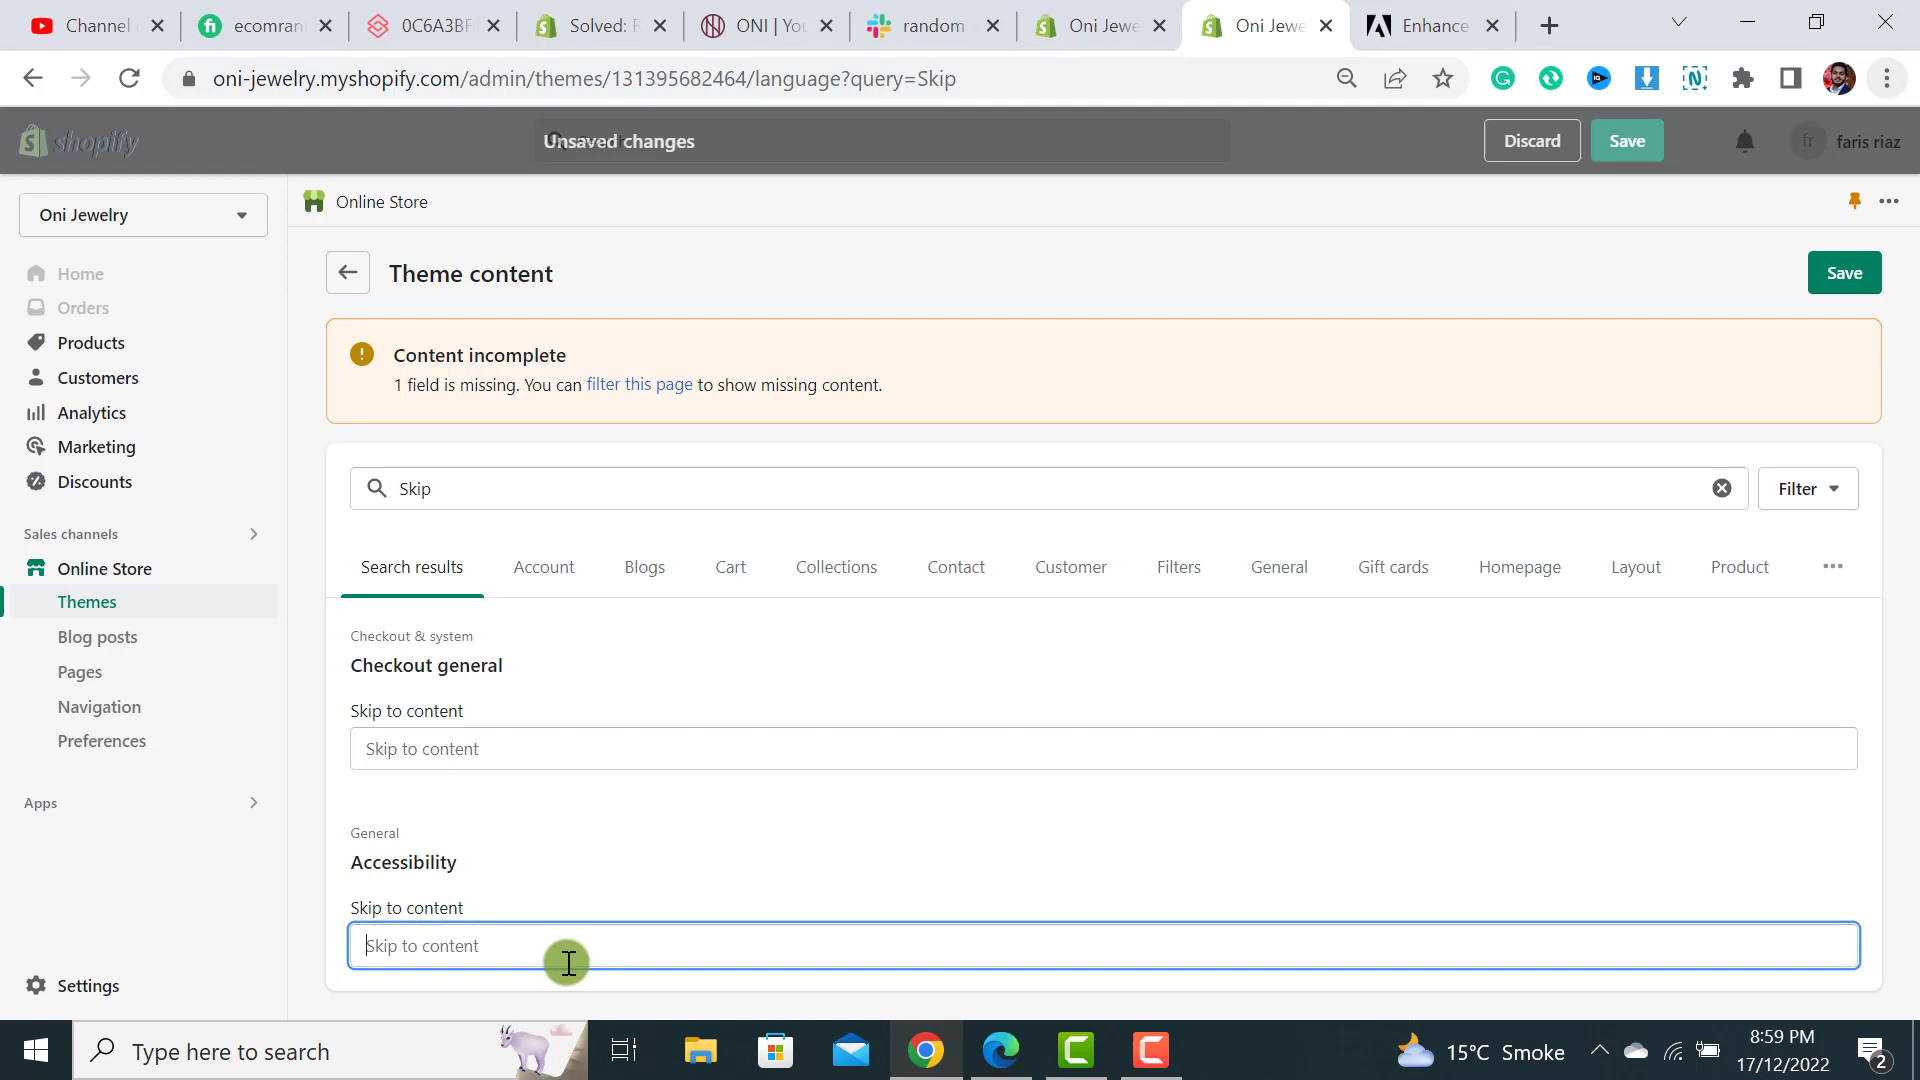 Channel
ecomran
0C6A3BF
Solved: R
ONI | You
random
Oni Jewe
Oni Jewe
Enhance
oni-jewelry.myshopify.com/admin/themes/131395682464/language?query=Skip
shopify
Unsaved changes
Discard
Save
fr
faris riaz
Oni Jewelry
Online Store
Home
Orders
Products
Customers
Analytics
Marketing
Discounts
Sales channels
Online Store
Themes
Blog posts
Pages
Navigation
Preferences
Apps
Settings
Theme content
Save
Content incomplete
1 field is missing. You can filter this page to show missing content.
Skip
Filter
Search results Account Blogs Cart Collections Contact Customer Filters General Gift cards Homepage Layout Product
Checkout & system
Checkout general
Skip to content
Skip to content
General
Accessibility
Skip to content
Skip to content
Type here to search
15°C Smoke
8:59 PM
17/12/2022
2